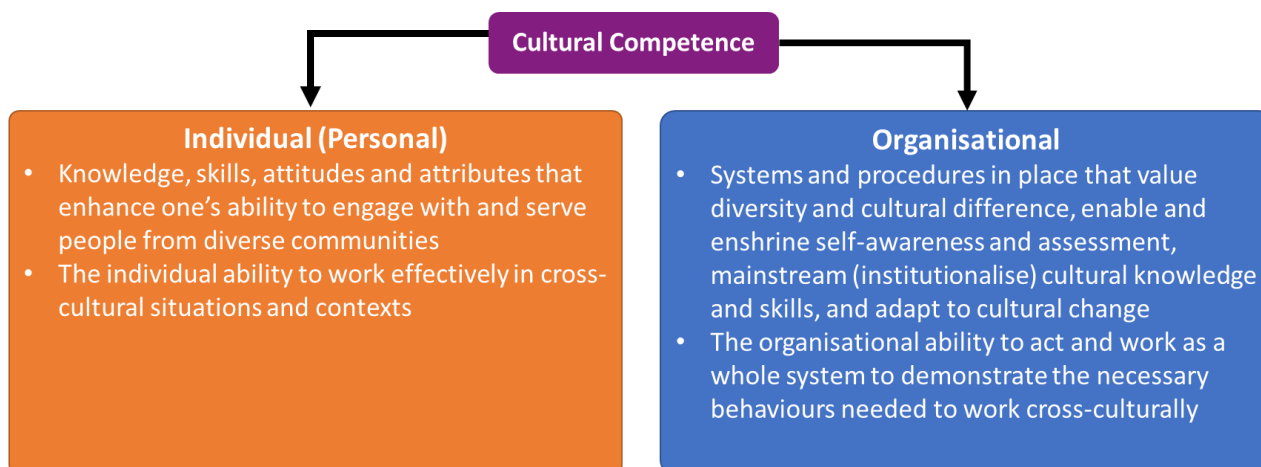 Cultural Competence
Individual (Personal)
• Knowledge, skills, attitudes and attributes that
enhance one's ability to engage with and serve
people from diverse communities
• The individual ability to work effectively in cross-
cultural situations and contexts
Organisational
• Systems and procedures in place that value
diversity and cultural difference, enable and
enshrine self-awareness and assessment,
mainstream (institutionalise) cultural knowledge
and skills, and adapt to cultural change
• The organisational ability to act and work as a
whole system to demonstrate the necessary
behaviours needed to work cross-culturally